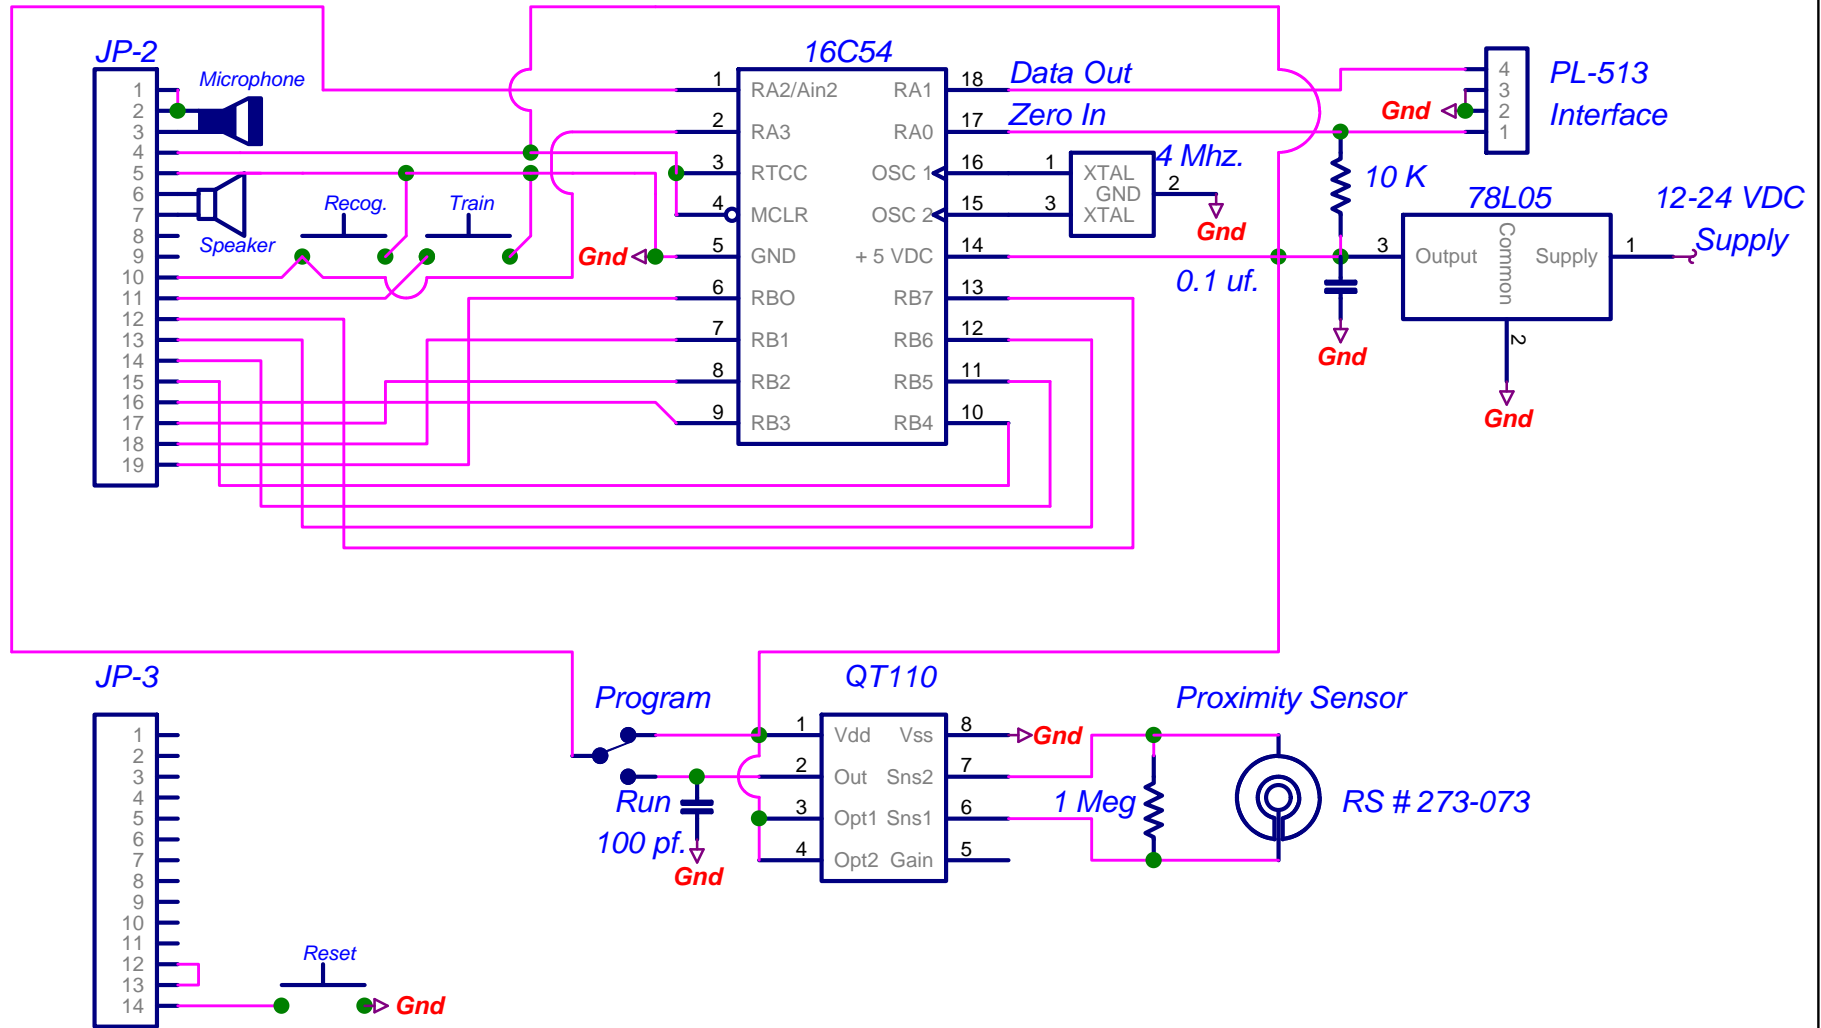 JP-2
1
2
3
4
5
6
7
8
9
10
11
12
13
14
15
16
17
18
19
Microphone
Speaker
Recog.
Train
Gnd
16C54
1 RA2/Ain2 RA1 18
2 RA3 RA0 17
3 RTCC OSC 1 16
4 MCLR OSC 2 15
5 GND + 5 VDC 14
6 RBO RB7 13
7 RB1 RB6 12
8 RB2 RB5 11
9 RB3 RB4 10
Data Out
Zero In
1 XTAL
GND 2
3 XTAL
4 Mhz.
Gnd
0.1 uf.
Gnd
10 K
Gnd
4
3
2
1
PL-513
Interface
78L05
3 Output Common Supply 1
2
Gnd
12-24 VDC
Supply
JP-3
1
2
3
4
5
6
7
8
9
10
11
12
13
14
Reset
Gnd
Program
Run
100 pf.
Gnd
QT110
1 Vdd Vss 8
2 Out Sns2 7
3 Opt1 Sns1 6
4 Opt2 Gain 5
Gnd
Proximity Sensor
1 Meg
RS # 273-073